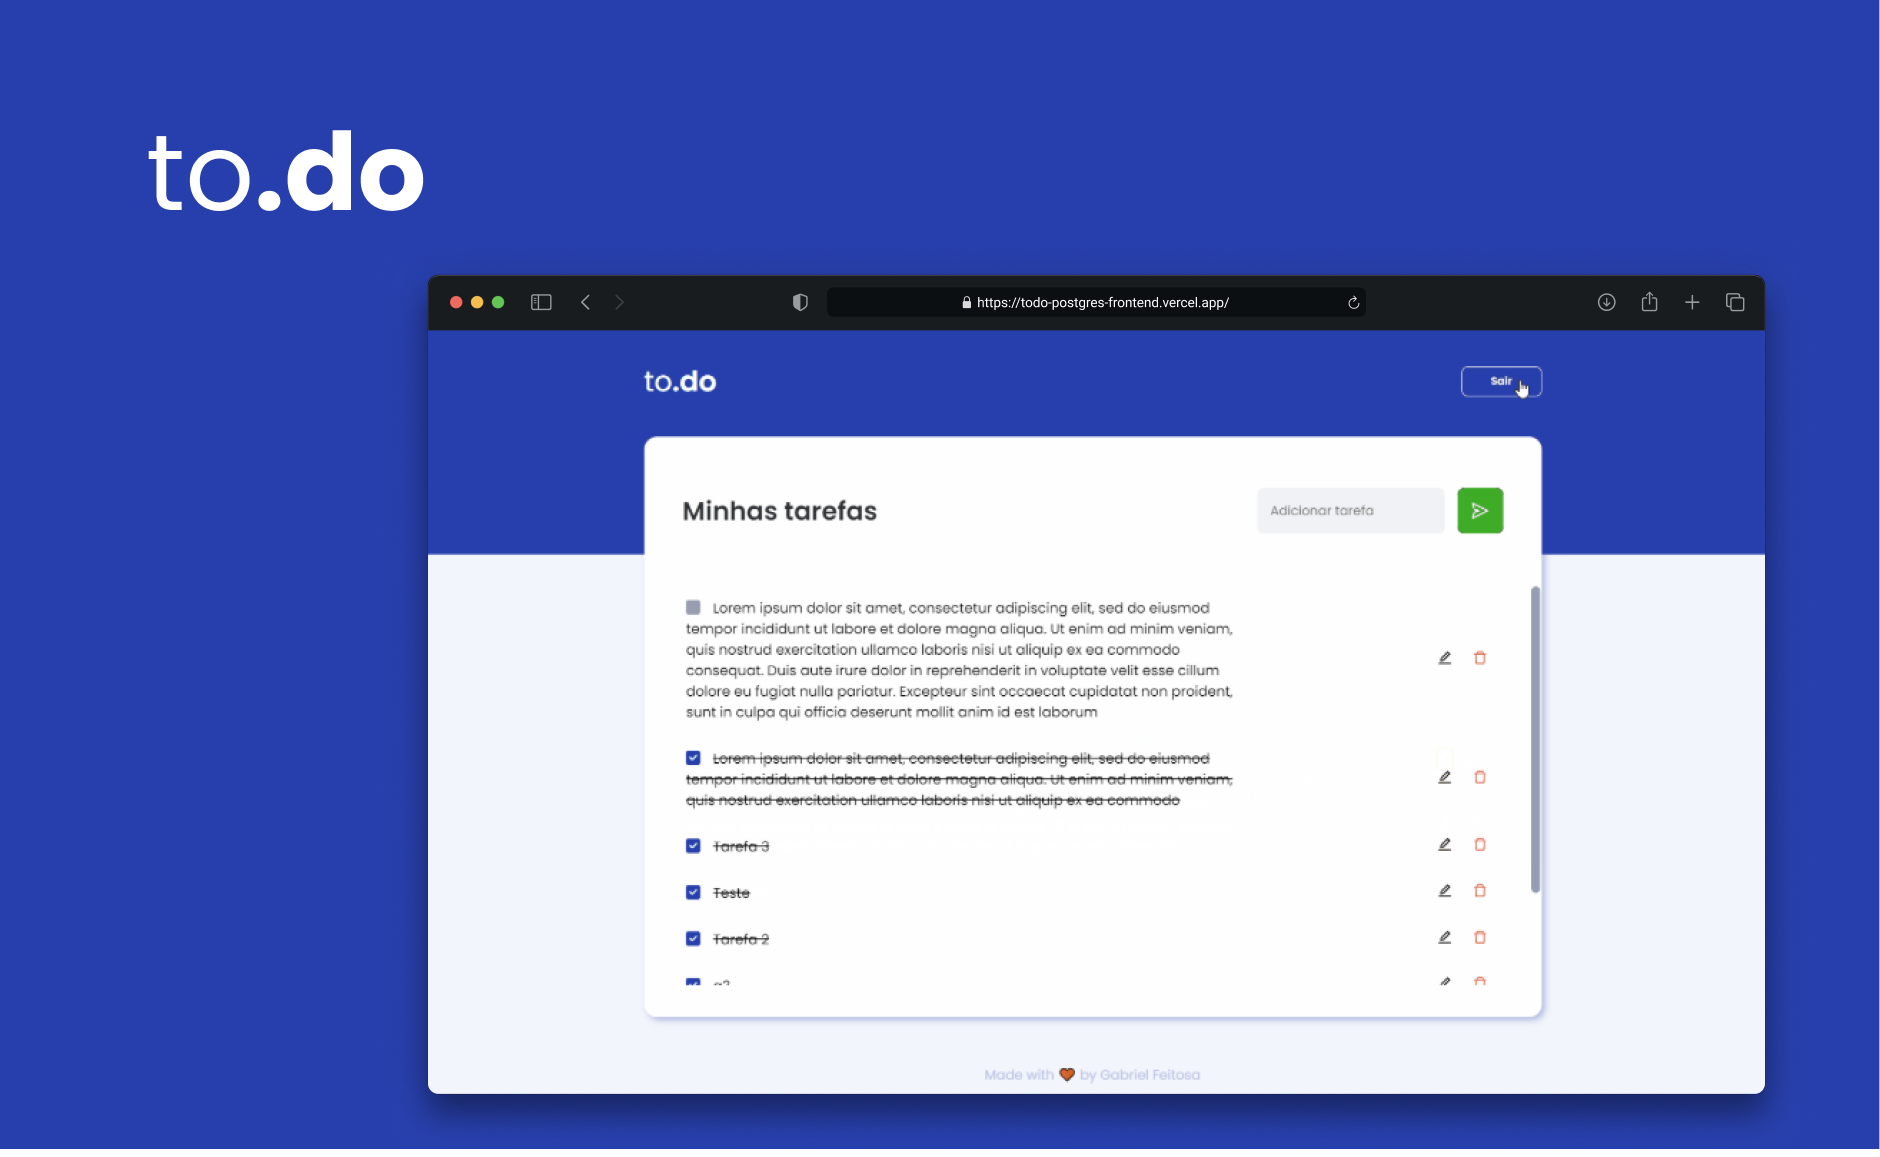 to.do
https://todo-postgres-frontend.vercel.app/
to.do
Sair
Minhas tarefas
Adicionar tarefa
Lorem ipsum dolor sit amet, consectetur adipiscing elit, sed do eiusmod
tempor incididunt ut labore et dolore magna aliqua. Ut enim ad minim veniam,
quis nostrud exercitation ullamco laboris nisi ut aliquip ex ea commodo
consequat. Duis aute irure dolor in reprehenderit in voluptate velit esse cillum
dolore eu fugiat nulla pariatur. Excepteur sint occaecat cupidatat non proident,
sunt in culpa qui officia deserunt mollit anim id est laborum
Lorem ipsum dolor sit amet, consectetur adipiscing elit, sed do eiusmod
tempor incididunt ut labore et dolore magna aliqua. Ut enim ad minim veniam,
quis nostrud exercitation ullamco laboris nisi ut aliquip ex ea commodo
Tarefa 3
Teste
Tarefa 2
Made with 🧡 by Gabriel Feitosa